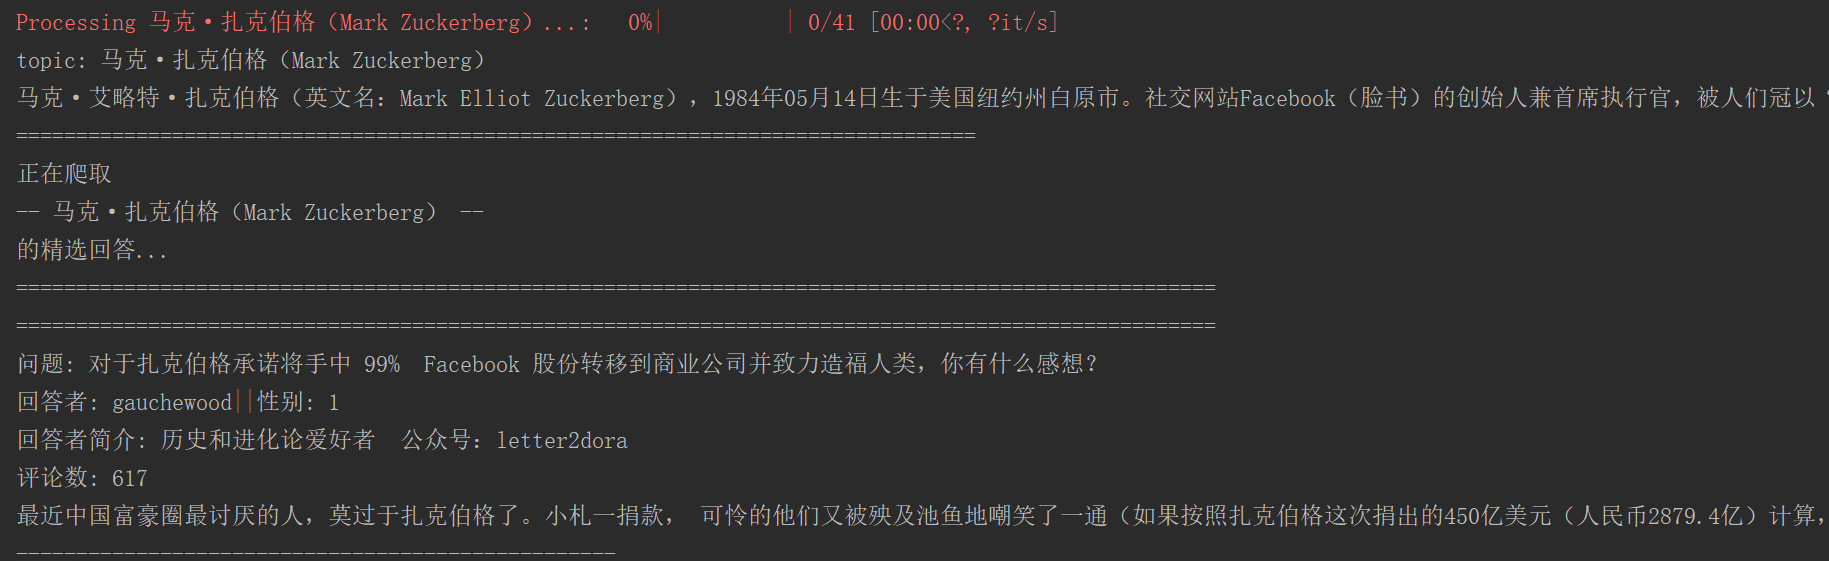 Processing 马克·扎克伯格（Mark Zuckerberg）...:   0%|          | 0/41 [00:00<?, ?it/s]
topic: 马克·扎克伯格（Mark Zuckerberg）
马克·艾略特·扎克伯格（英文名：Mark Elliot Zuckerberg），1984年05月14日生于美国纽约州白原市。社交网站Facebook（脸书）的创始人兼首席执行官，被人们冠以“
================================================================================
正在爬取
-- 马克·扎克伯格（Mark Zuckerberg） --
的精选回答...
====================================================================================================
====================================================================================================
问题: 对于扎克伯格承诺将手中 99%  Facebook 股份转移到商业公司并致力造福人类，你有什么感想？
回答者: gauchewood||性别: 1
回答者简介: 历史和进化论爱好者  公众号：letter2dora
评论数: 617
最近中国富豪圈最讨厌的人，莫过于扎克伯格了。小札一捐款， 可怜的他们又被殃及池鱼地嘲笑了一通（如果按照扎克伯格这次捐出的450亿美元（人民币2879.4亿）计算，
--------------------------------------------------